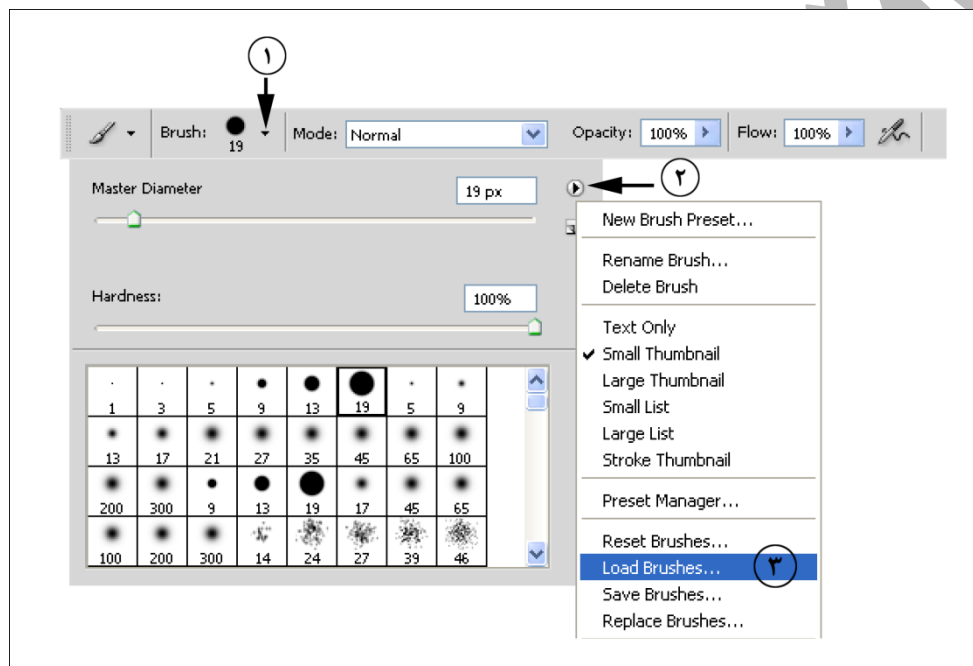 ۱
Brush: 19 Mode: Normal Opacity: 100% Flow: 100%
Master Diameter 19 px
۲
New Brush Preset...
Rename Brush...
Delete Brush
Hardness: 100%
Text Only
Small Thumbnail
Large Thumbnail
Small List
Large List
Stroke Thumbnail
Preset Manager...
Reset Brushes...
Load Brushes... ۳
Save Brushes...
Replace Brushes...
1 3 5 9 13 19 5 9
13 17 21 27 35 45 65 100
200 300 9 13 19 17 45 65
100 200 300 14 24 27 39 46